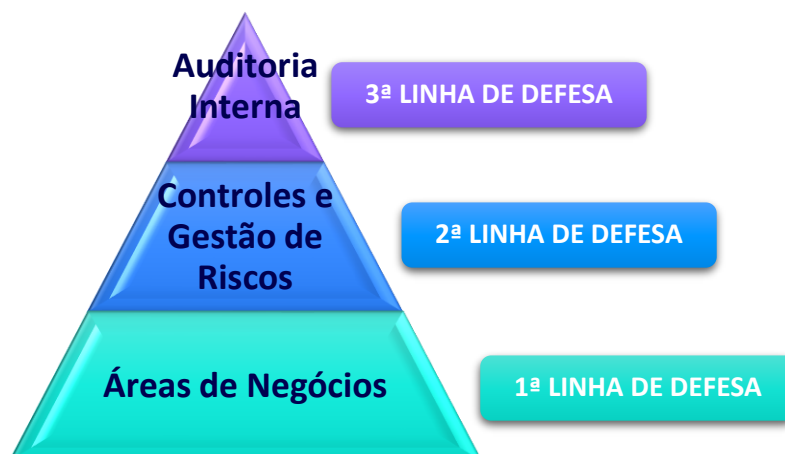 Auditoria
Interna
3ª LINHA DE DEFESA
Controles e
Gestão de
Riscos
2ª LINHA DE DEFESA
Áreas de Negócios
1ª LINHA DE DEFESA